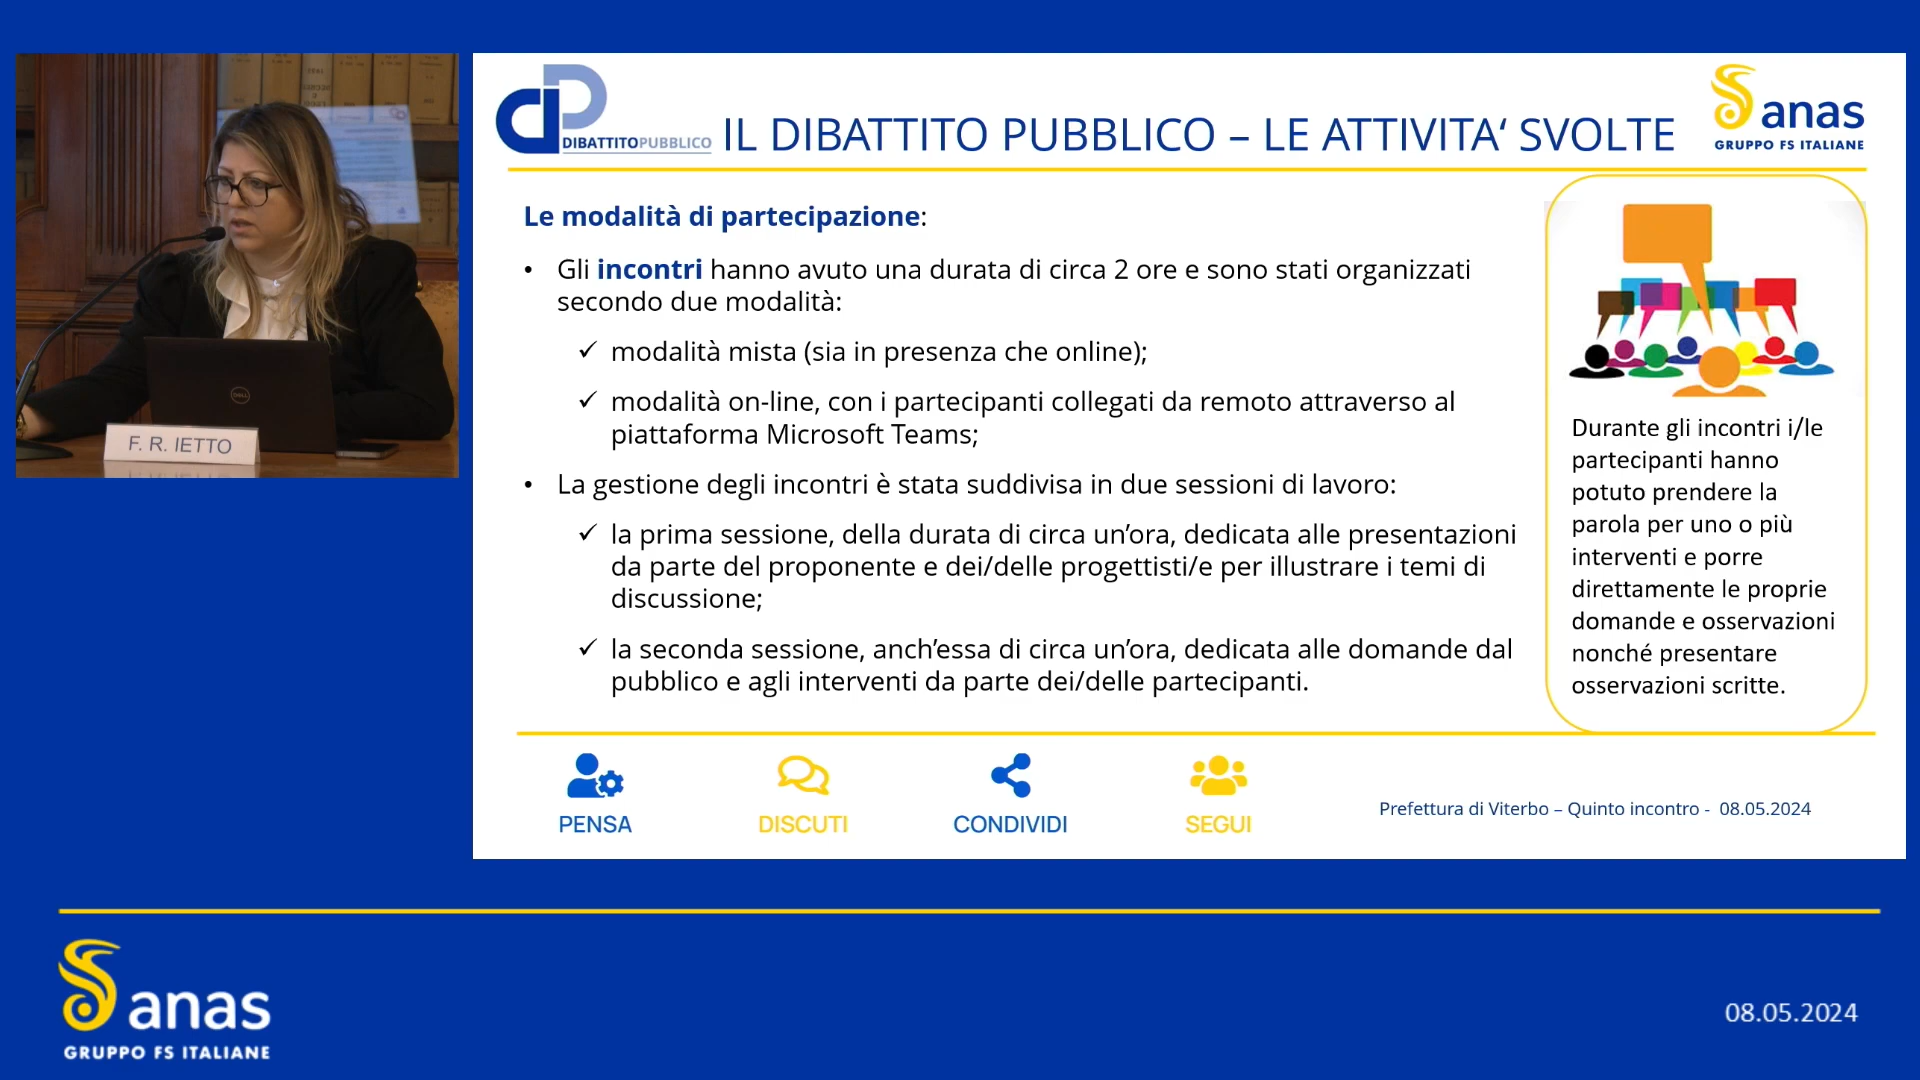 F. R. IETTO
DIBATTITOPUBBLICO
IL DIBATTITO PUBBLICO – LE ATTIVITA‘ SVOLTE
anas
GRUPPO FS ITALIANE
Le modalità di partecipazione:
• Gli incontri hanno avuto una durata di circa 2 ore e sono stati organizzati
secondo due modalità:
✓ modalità mista (sia in presenza che online);
✓ modalità on-line, con i partecipanti collegati da remoto attraverso al
piattaforma Microsoft Teams;
• La gestione degli incontri è stata suddivisa in due sessioni di lavoro:
✓ la prima sessione, della durata di circa un’ora, dedicata alle presentazioni
da parte del proponente e dei/delle progettisti/e per illustrare i temi di
discussione;
✓ la seconda sessione, anch’essa di circa un’ora, dedicata alle domande dal
pubblico e agli interventi da parte dei/delle partecipanti.
Durante gli incontri i/le
partecipanti hanno
potuto prendere la
parola per uno o più
interventi e porre
direttamente le proprie
domande e osservazioni
nonché presentare
osservazioni scritte.
PENSA
DISCUTI
CONDIVIDI
SEGUI
Prefettura di Viterbo – Quinto incontro - 08.05.2024
anas
GRUPPO FS ITALIANE
08.05.2024